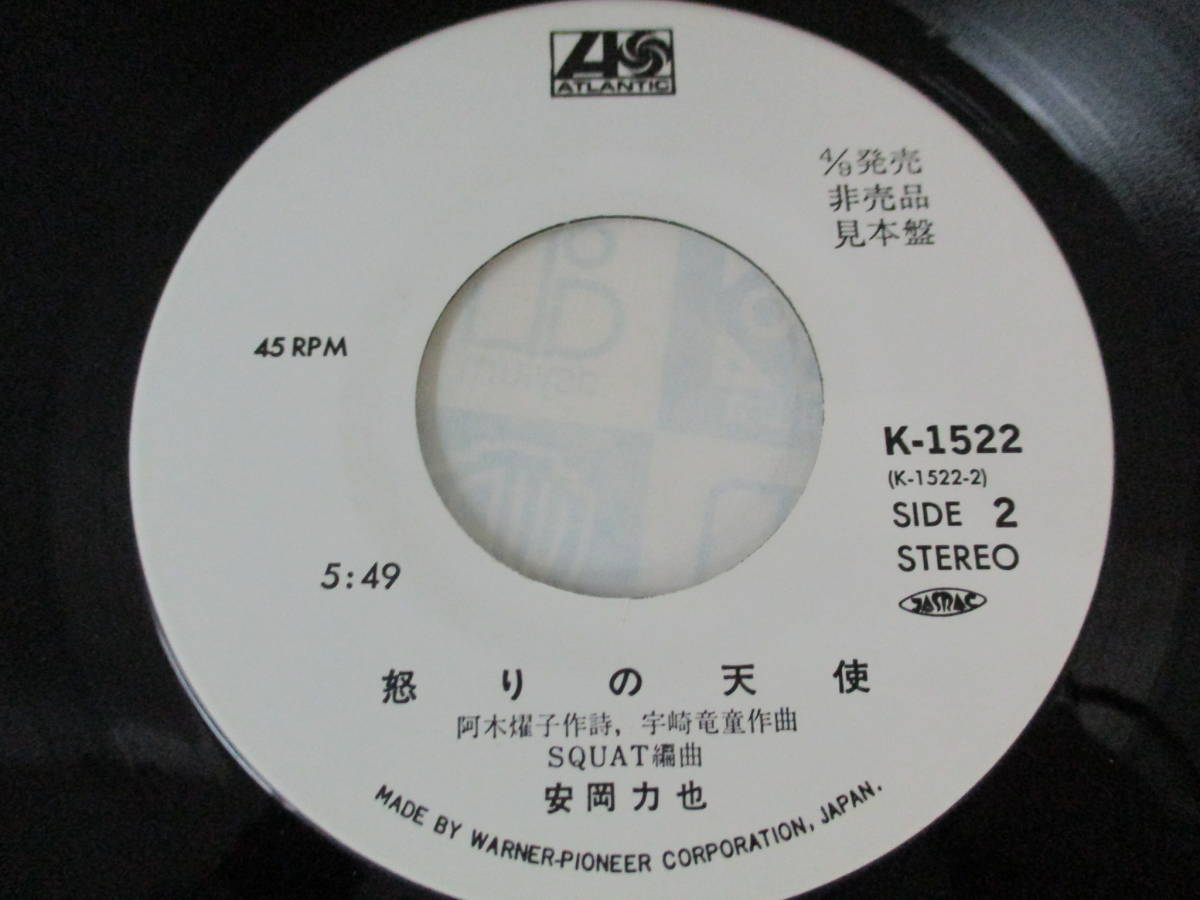 ATLANTIC
4/9発売
非売品
見本盤
45 RPM
asylum
K-1522
(K-1522-2)
SIDE 2
STEREO
JASRAC
5:49
怒りの天使
阿木燿子作詩, 宇崎竜童作曲
SQUAT編曲
安岡力也
MADE BY WARNER-PIONEER CORPORATION, JAPAN.